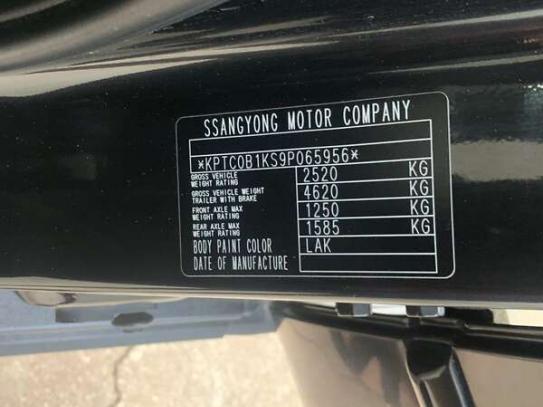 SSANGYONG MOTOR COMPANY
*KPTC0B1KS9P065956*
GROSS VEHICLE WEIGHT RATING 2520 KG
GROSS VEHICLE WEIGHT TRAILER WITH BRAKE 4620 KG
FRONT AXLE MAX WEIGHT RATING 1250 KG
REAR AXLE MAX WEIGHT RATING 1585 KG
BODY PAINT COLOR LAK
DATE OF MANUFACTURE